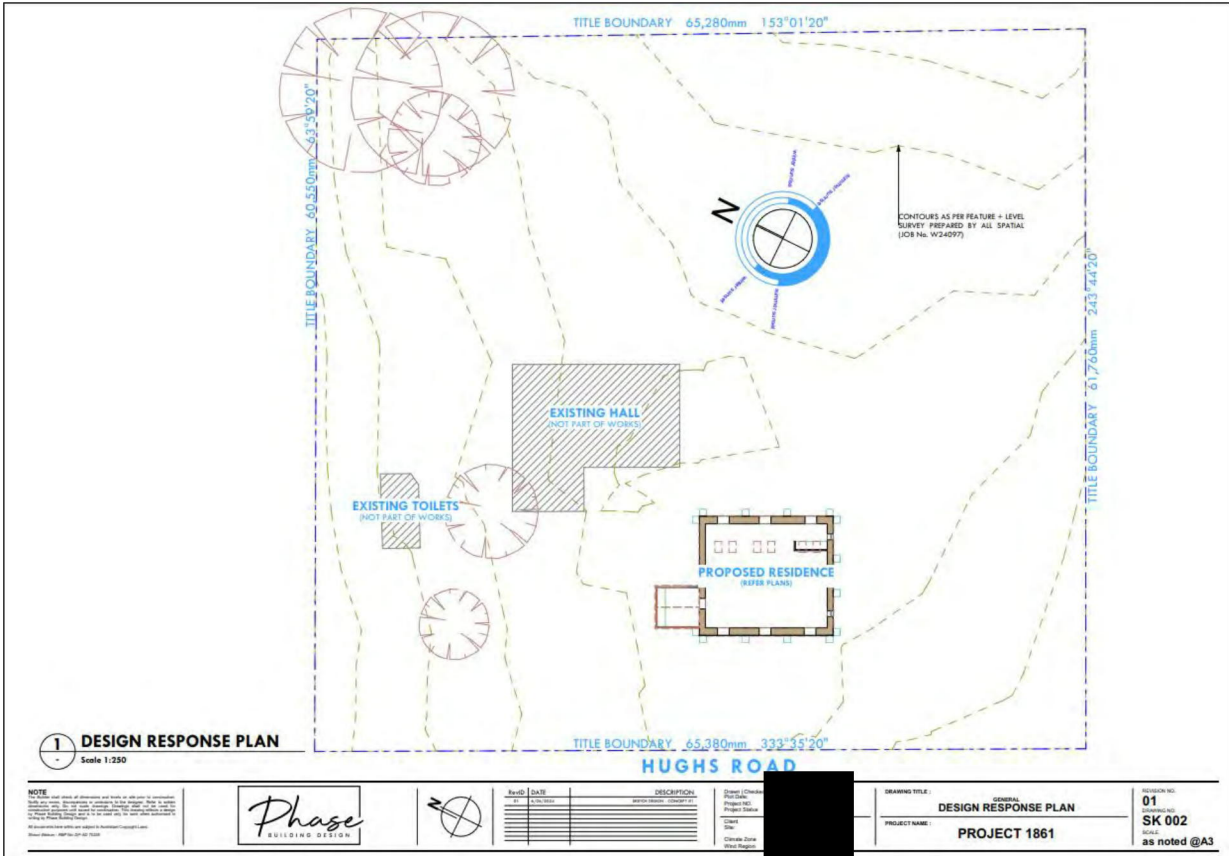 TITLE BOUNDARY 65,280mm 153°01'20"
TITLE BOUNDARY 60,550mm 63°59'20"
N
CONTOURS AS PER FEATURE + LEVEL
SURVEY PREPARED BY ALL SPATIAL
(JOB No. W24097)
TITLE BOUNDARY 61,760mm 243°44'20"
EXISTING HALL
(NOT PART OF WORKS)
EXISTING TOILETS
(NOT PART OF WORKS)
PROPOSED RESIDENCE
(REFER PLANS)
1
-
DESIGN RESPONSE PLAN
Scale 1:250
TITLE BOUNDARY 65,380mm 333°35'20"
HUGHS ROAD
NOTE
Phase
BUILDING DESIGN
N
RevID
DATE
DESCRIPTION
01
SKETCH DESIGN - CONCEPT 01
Drawn | Checked
Plot Date:
Project NO:
Project Status
Client
Site:
Climate Zone
Wind Region:
DRAWING TITLE :
GENERAL
DESIGN RESPONSE PLAN
PROJECT NAME :
PROJECT 1861
REVISION NO.
01
DRAWING NO.
SK 002
SCALE
as noted @A3